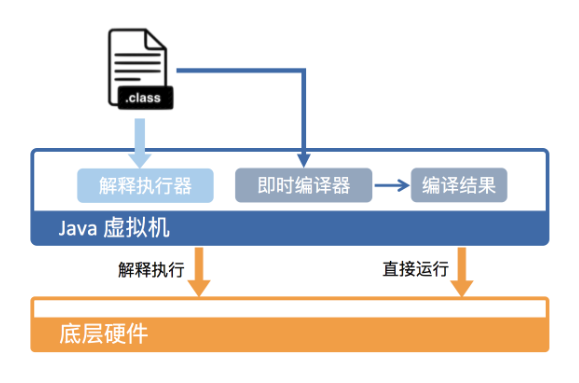 .class
解释执行器
即时编译器
编译结果
Java 虚拟机
解释执行
直接运行
底层硬件